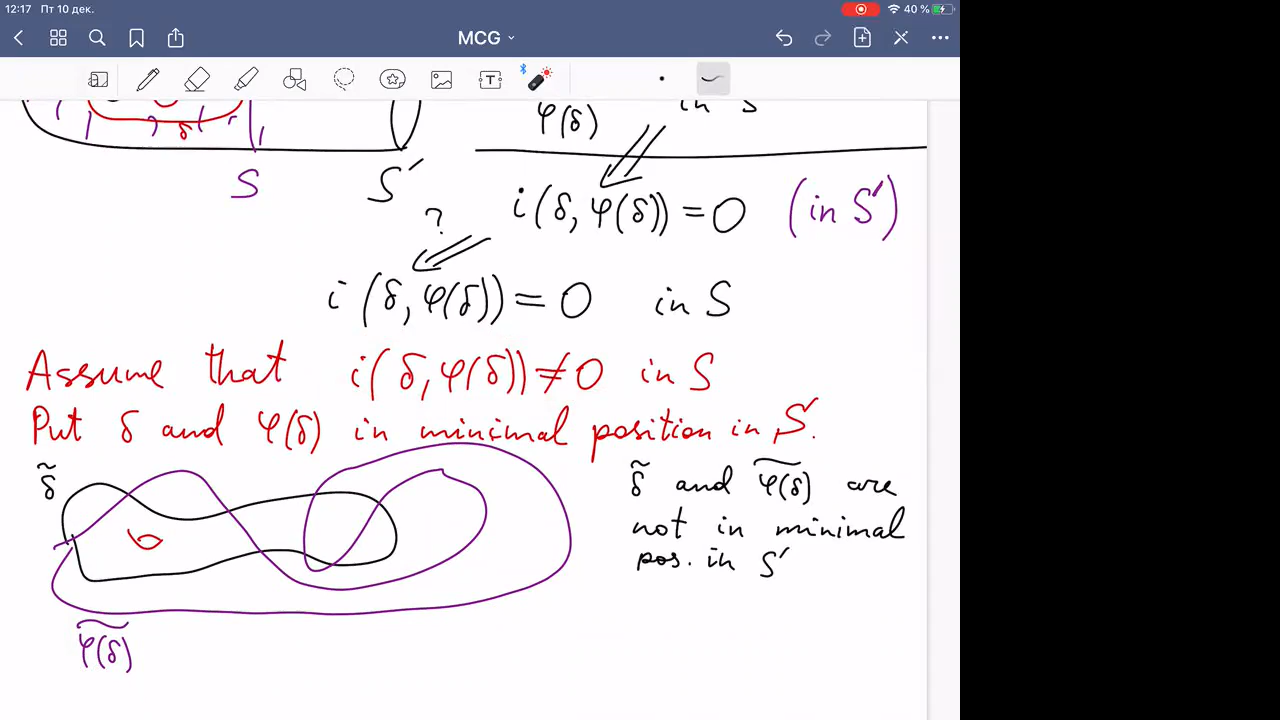 12:17 Пт 10 дек. 40 %
MCG
δ φ(δ) in S
S S′
i(δ, φ(δ)) = 0 (in S′)
?
i(δ, φ(δ)) = 0 in S
Assume that i(δ, φ(δ)) ≠ 0 in S
Put δ and φ(δ) in minimal position in S′.
δ̃ δ̃ and φ(δ)̃ are
not in minimal
pos. in S′
φ(δ)̃